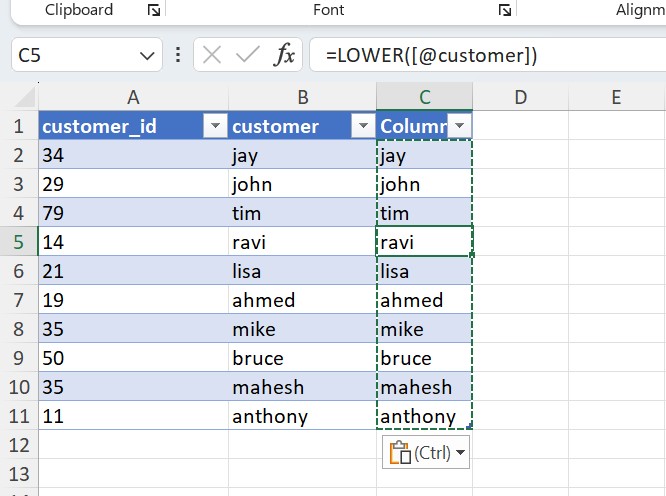 Clipboard Font Alignm
C5 fx =LOWER([@customer])
A B C D E
1 customer_id customer Column
2 34 jay jay
3 29 john john
4 79 tim tim
5 14 ravi ravi
6 21 lisa lisa
7 19 ahmed ahmed
8 35 mike mike
9 50 bruce bruce
10 35 mahesh mahesh
11 11 anthony anthony
12 (Ctrl)
13